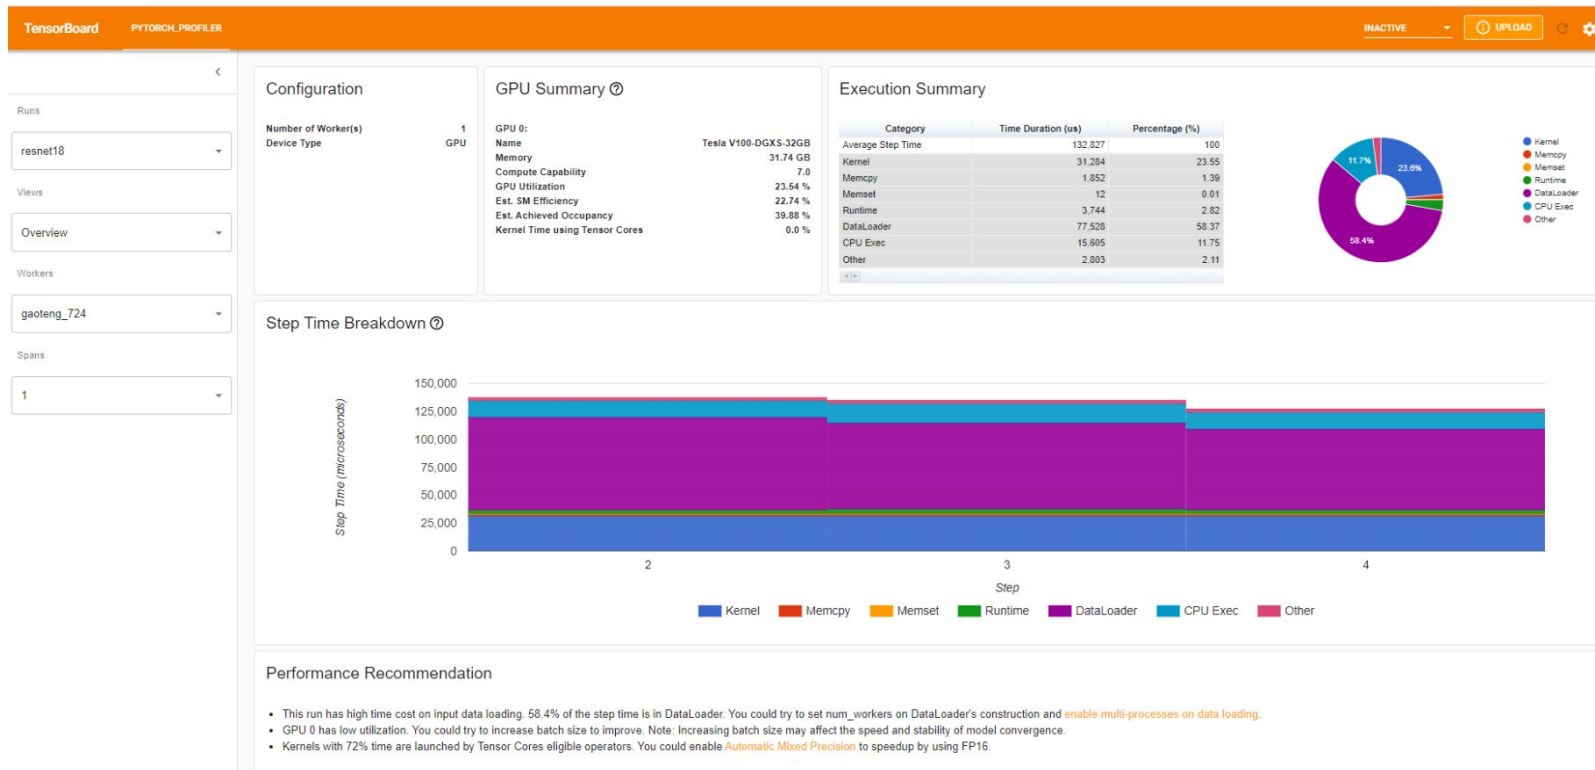 TensorBoard PYTORCH_PROFILER INACTIVE UPLOAD
Runs
resnet18
Views
Overview
Workers
gaoteng_724
Spans
1
Configuration
Number of Worker(s) 1
Device Type GPU
GPU Summary
GPU 0:
Name Tesla V100-DGXS-32GB
Memory 31.74 GB
Compute Capability 7.0
GPU Utilization 23.54 %
Est. SM Efficiency 22.74 %
Est. Achieved Occupancy 39.88 %
Kernel Time using Tensor Cores 0.0 %
Execution Summary
Category Time Duration (us) Percentage (%)
Average Step Time 132,827 100
Kernel 31,284 23.55
Memcpy 1,852 1.39
Memset 12 0.01
Runtime 3,744 2.82
DataLoader 77,528 58.37
CPU Exec 15,605 11.75
Other 2,803 2.11
11.7%
23.6%
58.4%
Kernel
Memcpy
Memset
Runtime
DataLoader
CPU Exec
Other
Step Time Breakdown
Step Time (microseconds)
150,000
125,000
100,000
75,000
50,000
25,000
0
2 3 4
Step
Kernel Memcpy Memset Runtime DataLoader CPU Exec Other
Performance Recommendation
• This run has high time cost on input data loading. 58.4% of the step time is in DataLoader. You could try to set num_workers on DataLoader's construction and enable multi-processes on data loading.
• GPU 0 has low utilization. You could try to increase batch size to improve. Note: Increasing batch size may affect the speed and stability of model convergence.
• Kernels with 72% time are launched by Tensor Cores eligible operators. You could enable Automatic Mixed Precision to speedup by using FP16.